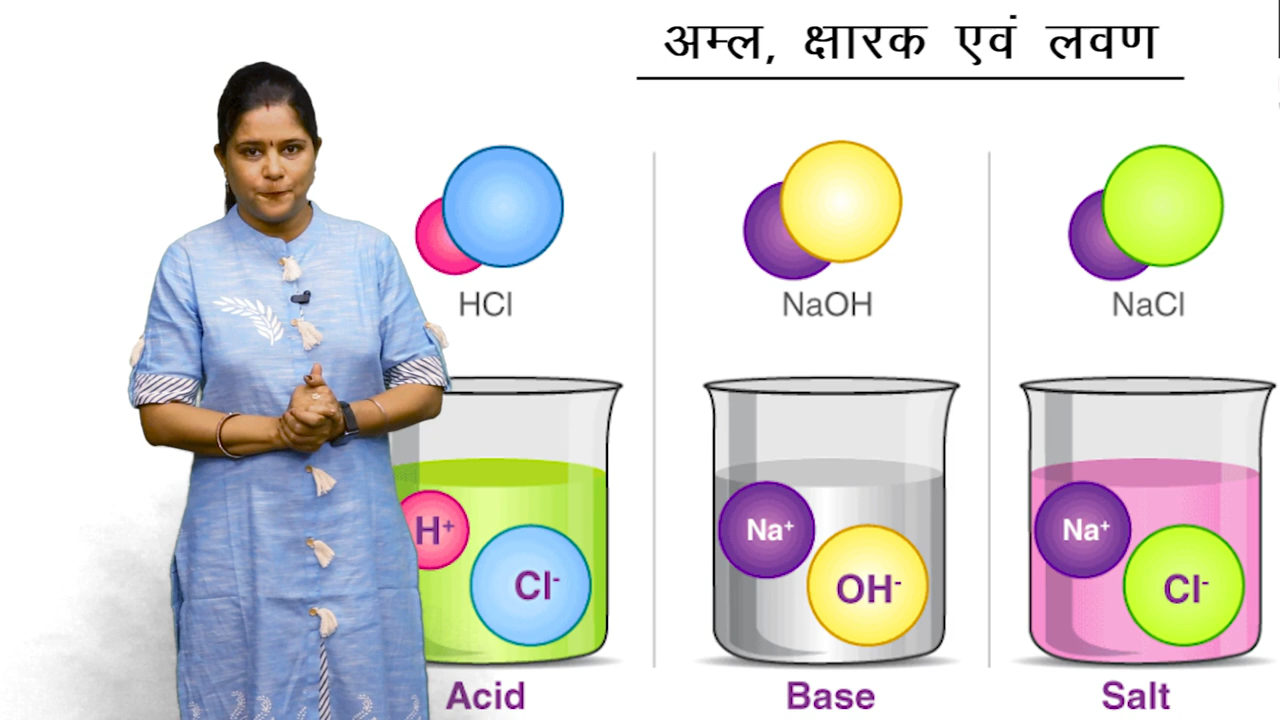 अम्ल, क्षारक एवं लवण
HCl NaOH NaCl
H⁺ Cl⁻ Na⁺ OH⁻ Na⁺ Cl⁻
Acid Base Salt